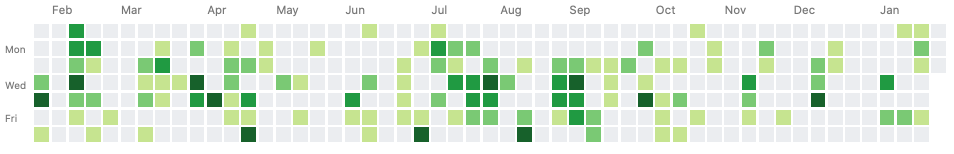 Feb Mar Apr May Jun Jul Aug Sep Oct Nov Dec Jan
Mon
Wed
Fri